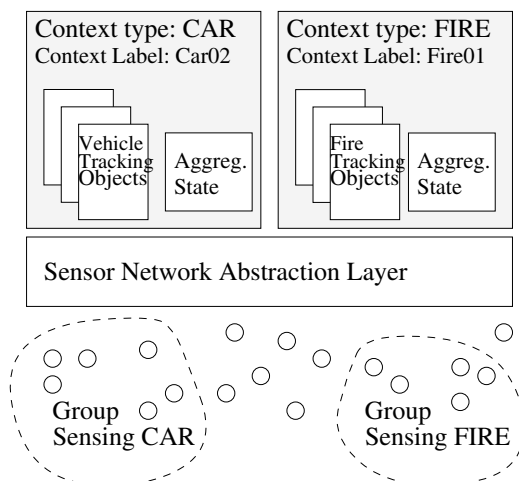 Context type: CAR
Context Label: Car02
Vehicle
Tracking
Objects
Aggreg.
State
Context type: FIRE
Context Label: Fire01
Fire
Tracking
Objects
Aggreg.
State
Sensor Network Abstraction Layer
Group
Sensing CAR
Group
Sensing FIRE